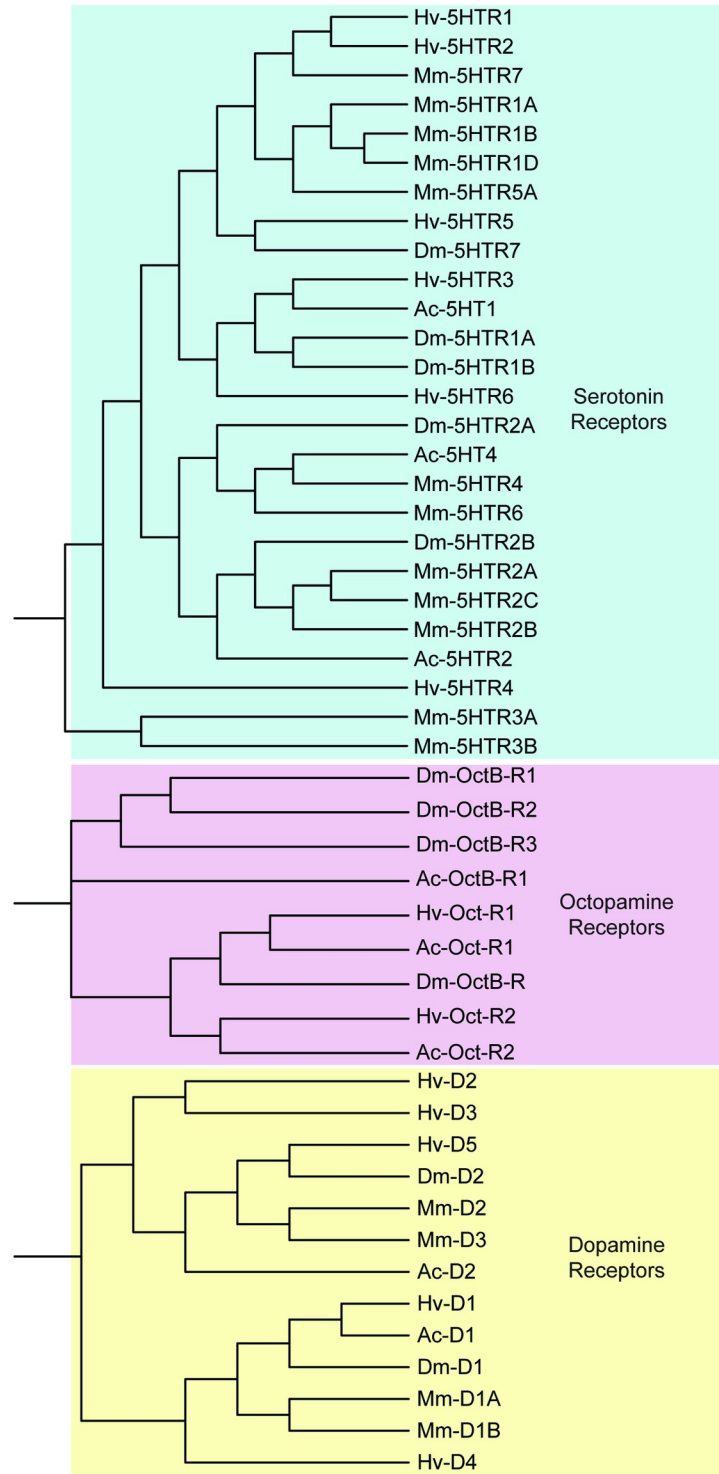 Hv-5HTR1
Hv-5HTR2
Mm-5HTR7
Mm-5HTR1A
Mm-5HTR1B
Mm-5HTR1D
Mm-5HTR5A
Hv-5HTR5
Dm-5HTR7
Hv-5HTR3
Ac-5HT1
Dm-5HTR1A
Dm-5HTR1B
Hv-5HTR6
Serotonin
Receptors
Dm-5HTR2A
Ac-5HT4
Mm-5HTR4
Mm-5HTR6
Dm-5HTR2B
Mm-5HTR2A
Mm-5HTR2C
Mm-5HTR2B
Ac-5HTR2
Hv-5HTR4
Mm-5HTR3A
Mm-5HTR3B
Dm-OctB-R1
Dm-OctB-R2
Dm-OctB-R3
Ac-OctB-R1
Octopamine
Receptors
Hv-Oct-R1
Ac-Oct-R1
Dm-OctB-R
Hv-Oct-R2
Ac-Oct-R2
Hv-D2
Hv-D3
Hv-D5
Dm-D2
Mm-D2
Mm-D3
Dopamine
Receptors
Ac-D2
Hv-D1
Ac-D1
Dm-D1
Mm-D1A
Mm-D1B
Hv-D4